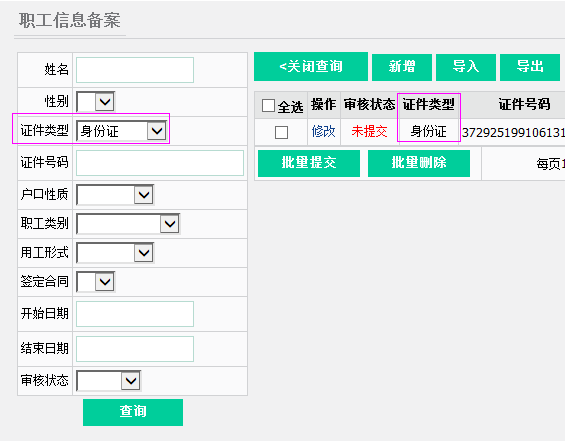 职工信息备案
姓名
性别
证件类型 身份证
证件号码
户口性质
职工类别
用工形式
签定合同
开始日期
结束日期
审核状态
查询
<关闭查询 新增 导入 导出
全选 操作 审核状态 证件类型 证件号码
修改 未提交 身份证 372925199106131
批量提交 批量删除 每页1